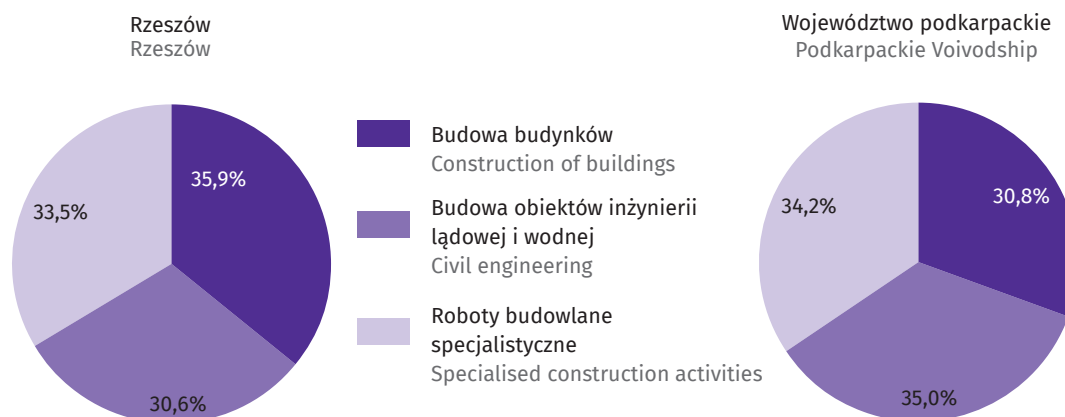 Rzeszów
Rzeszów
35,9%
33,5%
30,6%
Budowa budynków
Construction of buildings
Budowa obiektów inżynierii
lądowej i wodnej
Civil engineering
Roboty budowlane
specjalistyczne
Specialised construction activities
Województwo podkarpackie
Podkarpackie Voivodship
30,8%
34,2%
35,0%